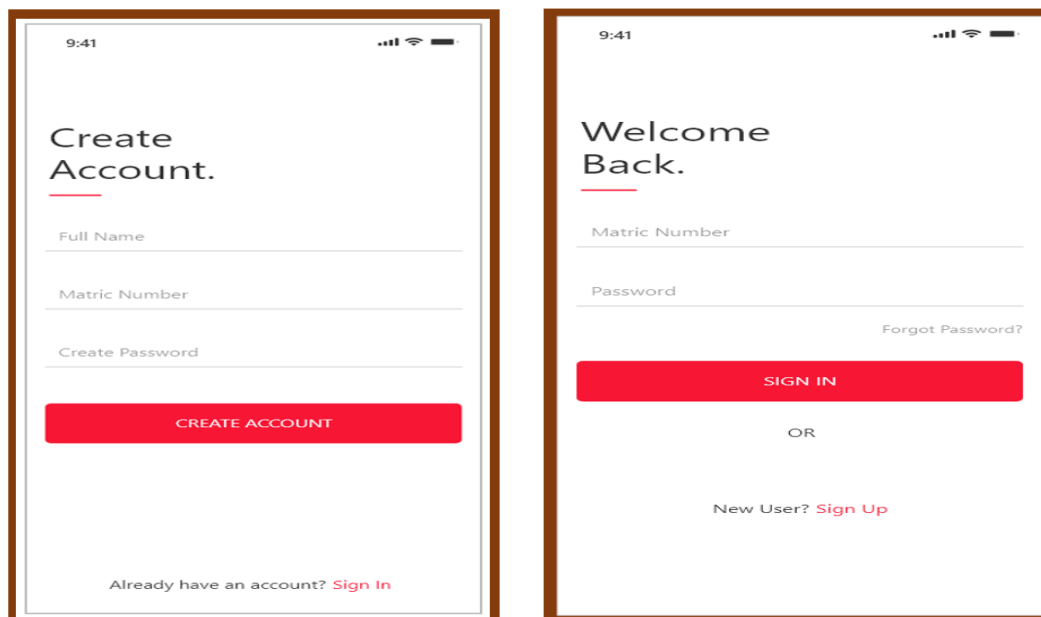 9:41
Create
Account.
Full Name
Matric Number
Create Password
CREATE ACCOUNT
Already have an account? Sign In
9:41
Welcome
Back.
Matric Number
Password
Forgot Password?
SIGN IN
OR
New User? Sign Up